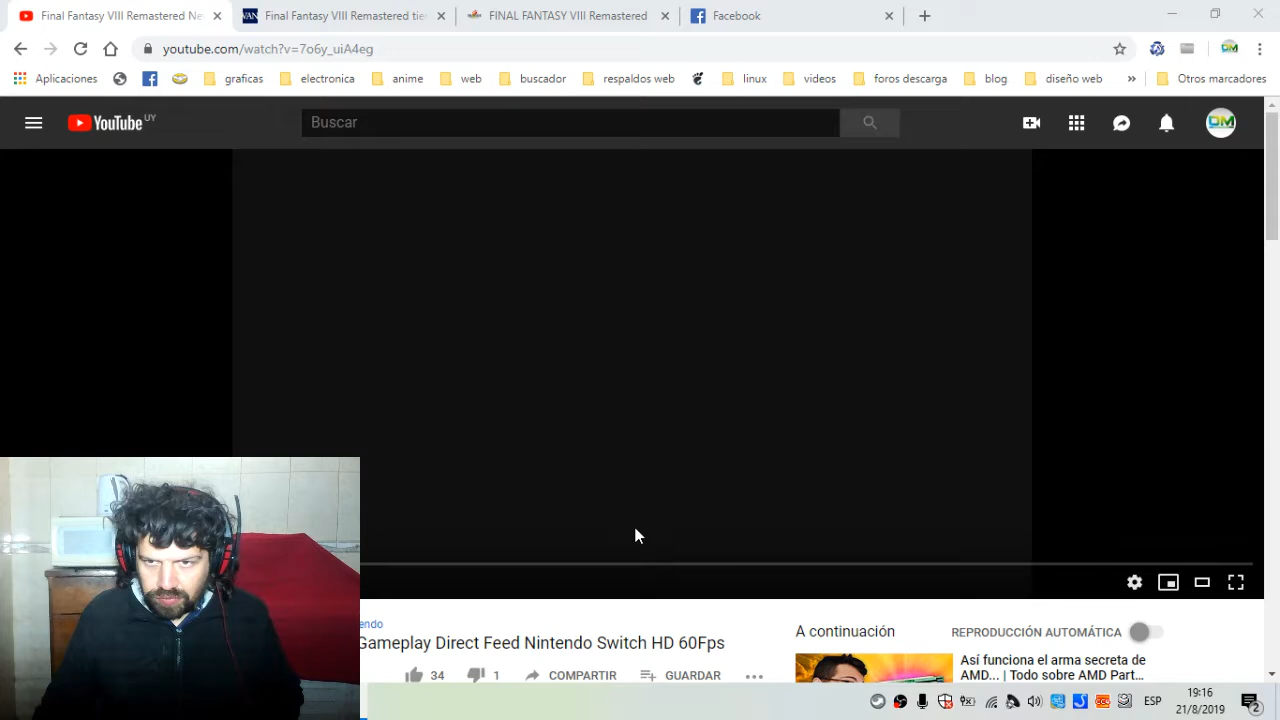 Final Fantasy VIII Remastered Ne
Final Fantasy VIII Remastered tie
FINAL FANTASY VIII Remastered
Facebook
youtube.com/watch?v=7o6y_uiA4eg
Aplicaciones
graficas
electronica
anime
web
buscador
respaldos web
linux
videos
foros descarga
blog
diseño web
»
Otros marcadores
YouTube UY
Buscar
endo
Gameplay Direct Feed Nintendo Switch HD 60Fps
34
1
COMPARTIR
GUARDAR
A continuación
REPRODUCCIÓN AUTOMÁTICA
Así funciona el arma secreta de
AMD... | Todo sobre AMD Part...
ESP
19:16
21/8/2019
2